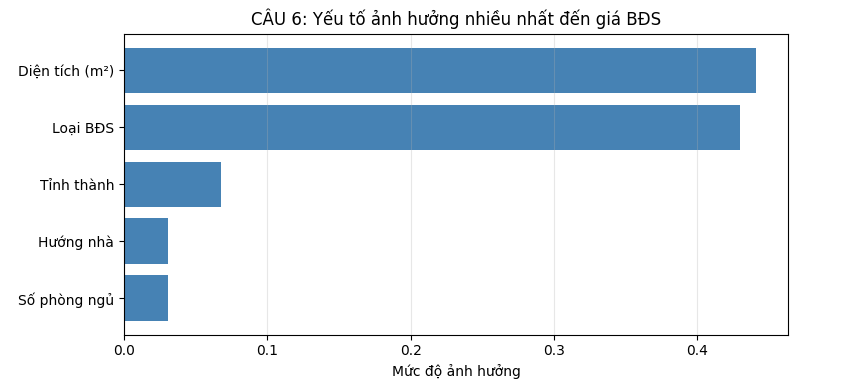 CÂU 6: Yếu tố ảnh hưởng nhiều nhất đến giá BĐS
Diện tích (m²)
Loại BĐS
Tỉnh thành
Hướng nhà
Số phòng ngủ
0.0 0.1 0.2 0.3 0.4
Mức độ ảnh hưởng